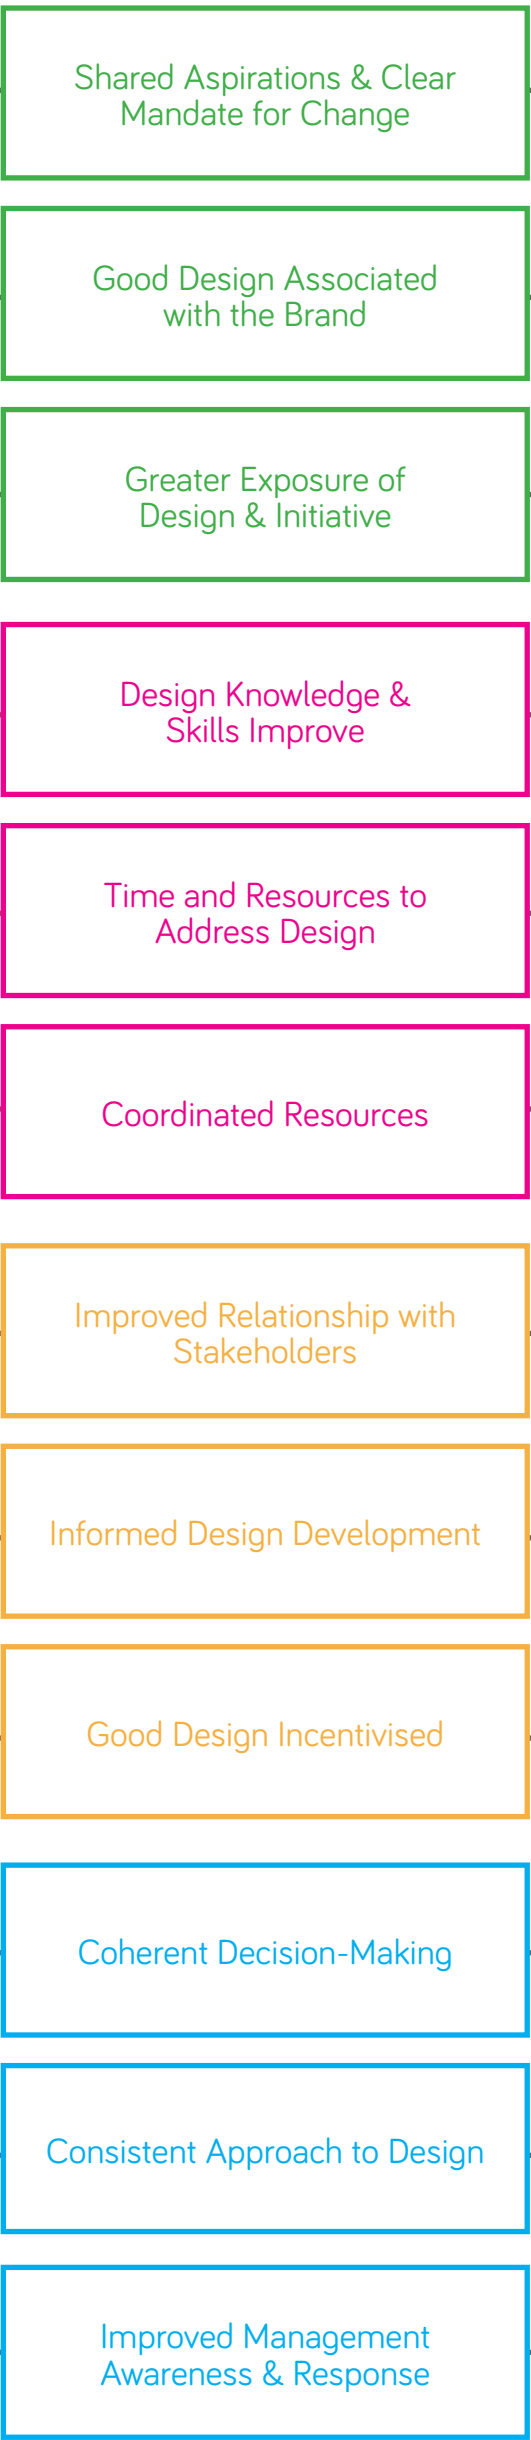 Shared Aspirations & Clear
Mandate for Change
Good Design Associated
with the Brand
Greater Exposure of
Design & Initiative
Design Knowledge &
Skills Improve
Time and Resources to
Address Design
Coordinated Resources
Improved Relationship with
Stakeholders
Informed Design Development
Good Design Incentivised
Coherent Decision-Making
Consistent Approach to Design
Improved Management
Awareness & Response